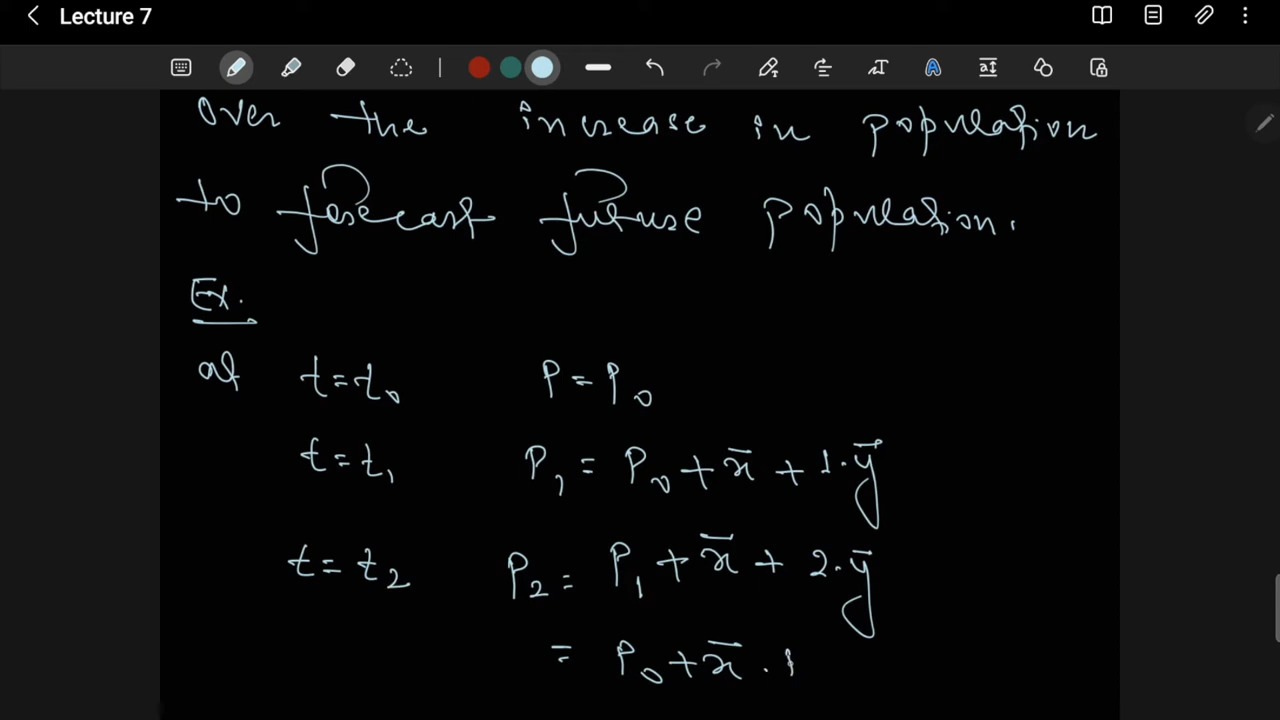 Lecture 7
over the increase in population
to forecast future population.
Ex.
at t=t₀ P=P₀
t=t₁ P₁ = P₀ + x̄ + 1.ȳ
t=t₂ P₂ = P₁ + x̄ + 2.ȳ
= P₀ + x̄ . 1